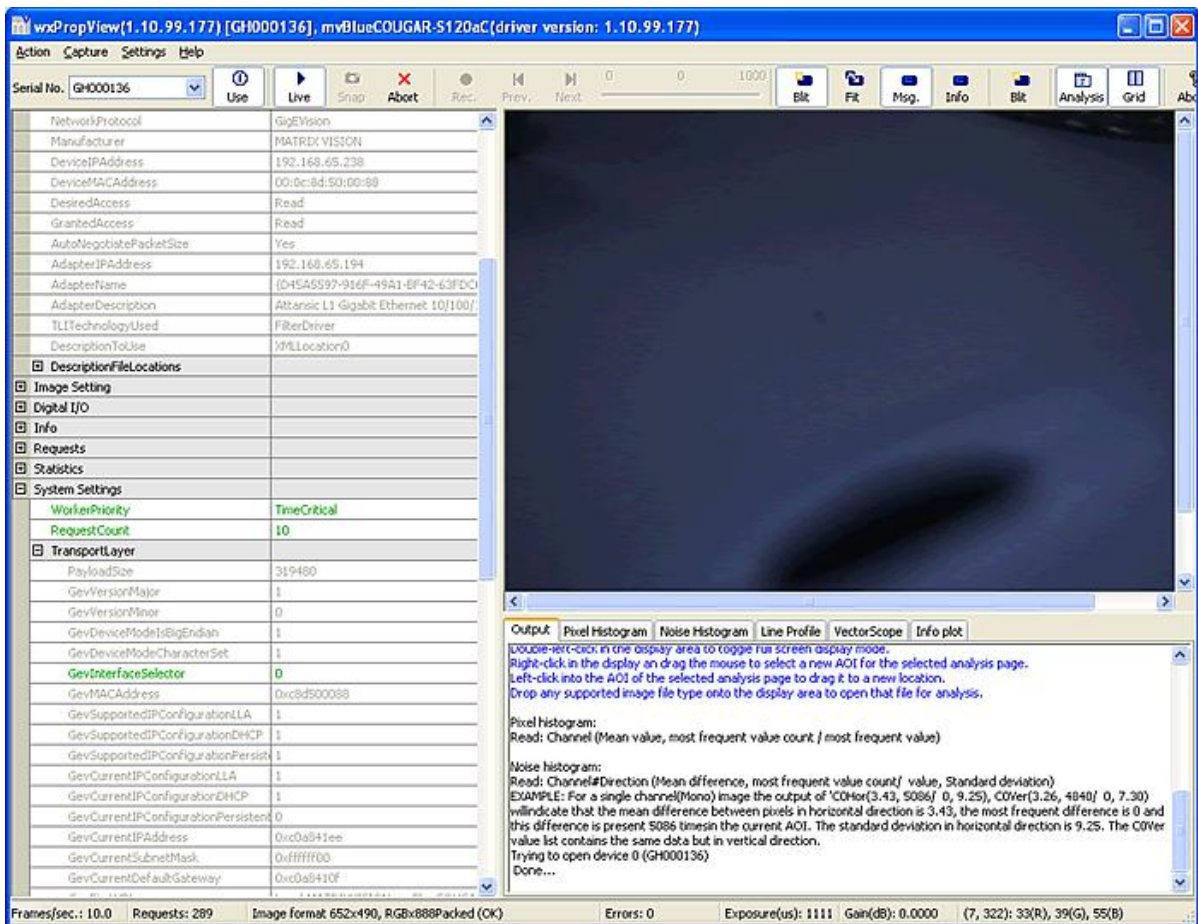 wxPropView(1.10.99.177) [GH000136], mvBlueCOUGAR-S120aC(driver version: 1.10.99.177)
Action Capture Settings Help
Serial No. GH000136 Use Live Snap Abort Rec. Prev. Next 0 0 1000 Blit Fit Msg. Info Blit Analysis Grid
NetworkProtocol GigEVision
Manufacturer MATRIX VISION
DeviceIPAddress 192.168.65.238
DeviceMACAddress 00:0c:8d:50:00:88
DesiredAccess Read
GrantedAccess Read
AutoNegotiatePacketSize Yes
AdapterIPAddress 192.168.65.194
AdapterName {D45A5597-916F-49A1-BF42-63FDC
AdapterDescription Attansic L1 Gigabit Ethernet 10/100/
TLITechnologyUsed FilterDriver
DescriptionToUse XMLLocation0
DescriptionFileLocations
Image Setting
Digital I/O
Info
Requests
Statistics
System Settings
WorkerPriority TimeCritical
RequestCount 10
TransportLayer
PayloadSize 319480
GevVersionMajor 1
GevVersionMinor 0
GevDeviceModeIsBigEndian 1
GevDeviceModeCharacterSet 1
GevInterfaceSelector 0
GevMACAddress 0xc8d500088
GevSupportedIPConfigurationLLA 1
GevSupportedIPConfigurationDHCP 1
GevSupportedIPConfigurationPersiste 1
GevCurrentIPConfigurationLLA 1
GevCurrentIPConfigurationDHCP 1
GevCurrentIPConfigurationPersistent 0
GevCurrentIPAddress 0xc0a841ee
GevCurrentSubnetMask 0xffffff00
GevCurrentDefaultGateway 0xc0a8410f
Output Pixel Histogram Noise Histogram Line Profile VectorScope Info plot
Double-left-click in the display area to toggle full screen display mode.
Right-click in the display an drag the mouse to select a new AOI for the selected analysis page.
Left-click into the AOI of the selected analysis page to drag it to a new location.
Drop any supported image file type onto the display area to open that file for analysis.
Pixel histogram:
Read: Channel (Mean value, most frequent value count / most frequent value)
Noise histogram:
Read: Channel#Direction (Mean difference, most frequent value count/ value, Standard deviation)
EXAMPLE: For a single channel(Mono) image the output of 'C0Hor(3.43, 5086/ 0, 9.25), C0Ver(3.26, 4840/ 0, 7.30)
willindicate that the mean difference between pixels in horizontal direction is 3.43, the most frequent difference is 0 and
this difference is present 5086 timesin the current AOI. The standard deviation in horizontal direction is 9.25. The C0Ver
value list contains the same data but in vertical direction.
Trying to open device 0 (GH000136)
Done...
Frames/sec.: 10.0 Requests: 289 Image format 652x490, RGBx888Packed (OK) Errors: 0 Exposure(us): 1111 Gain(dB): 0.0000 (7, 322): 33(R), 39(G), 55(B)